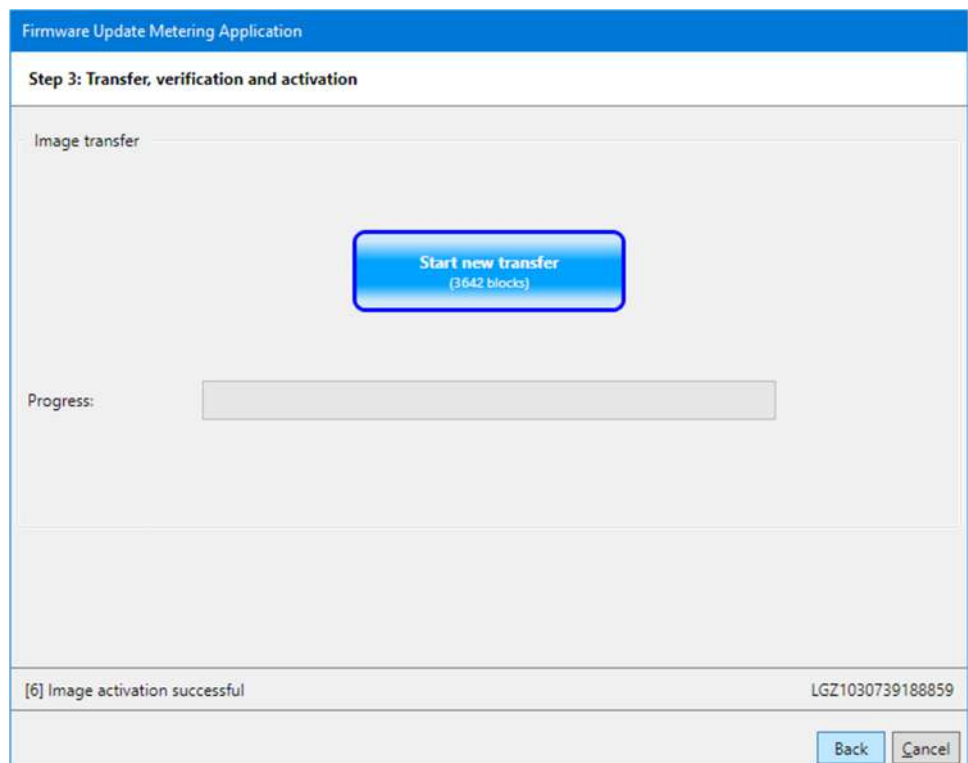 Firmware Update Metering Application
Step 3: Transfer, verification and activation
Image transfer
Start new transfer
(3642 blocks)
Progress:
[6] Image activation successful LGZ1030739188859
Back Cancel